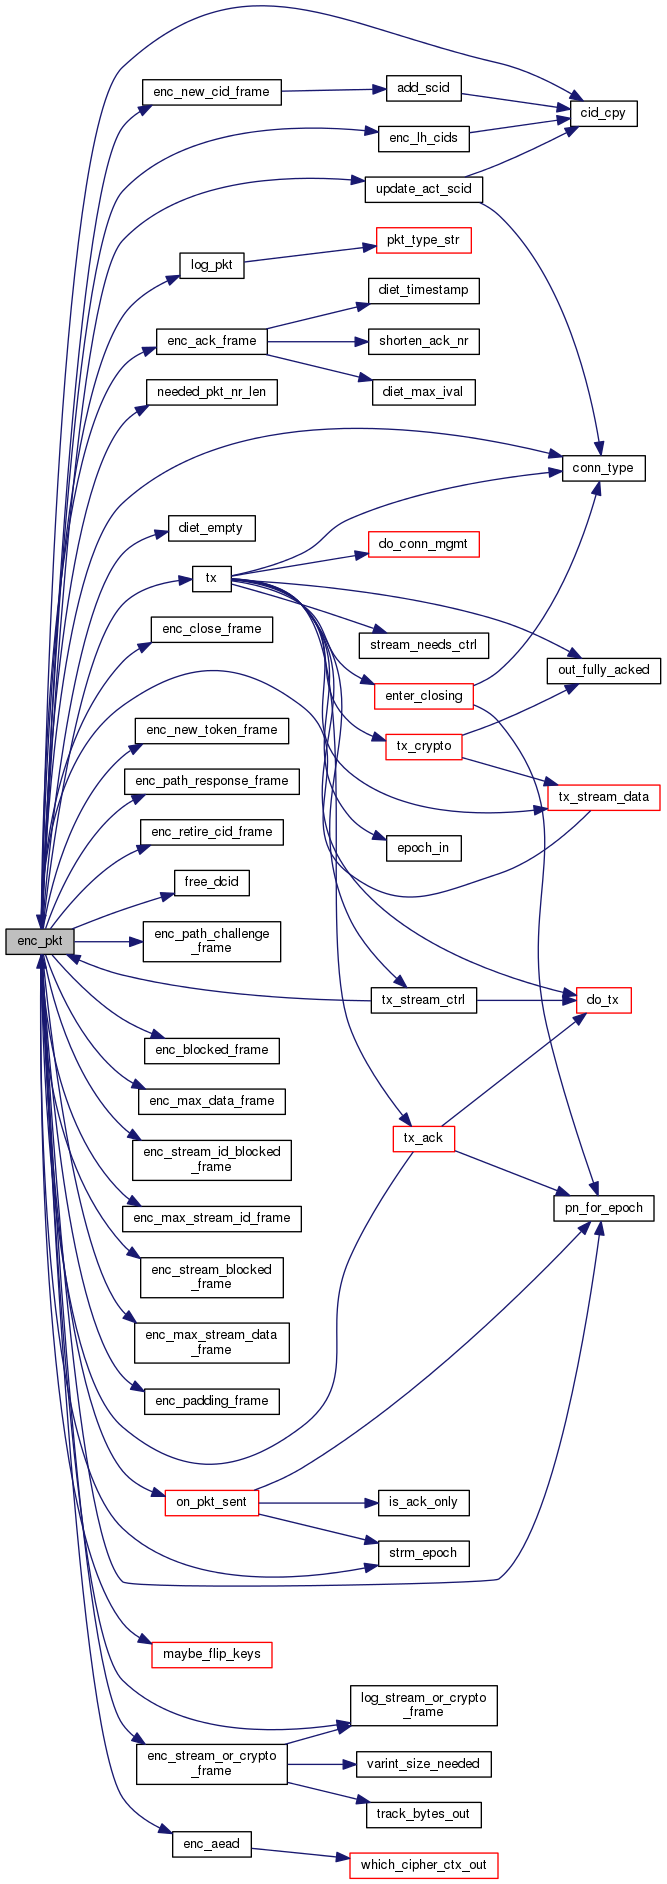 enc_new_cid_frame
add_scid
cid_cpy
enc_lh_cids
update_act_scid
pkt_type_str
log_pkt
diet_timestamp
enc_ack_frame
shorten_ack_nr
needed_pkt_nr_len
diet_max_ival
conn_type
diet_empty
do_conn_mgmt
tx
enc_close_frame
stream_needs_ctrl
out_fully_acked
enter_closing
enc_new_token_frame
tx_crypto
enc_path_response_frame
tx_stream_data
enc_retire_cid_frame
epoch_in
free_dcid
enc_pkt
enc_path_challenge
_frame
tx_stream_ctrl
do_tx
enc_blocked_frame
enc_max_data_frame
tx_ack
enc_stream_id_blocked
_frame
enc_max_stream_id_frame
pn_for_epoch
enc_stream_blocked
_frame
enc_max_stream_data
_frame
enc_padding_frame
on_pkt_sent
is_ack_only
strm_epoch
maybe_flip_keys
log_stream_or_crypto
_frame
enc_stream_or_crypto
_frame
varint_size_needed
track_bytes_out
enc_aead
which_cipher_ctx_out